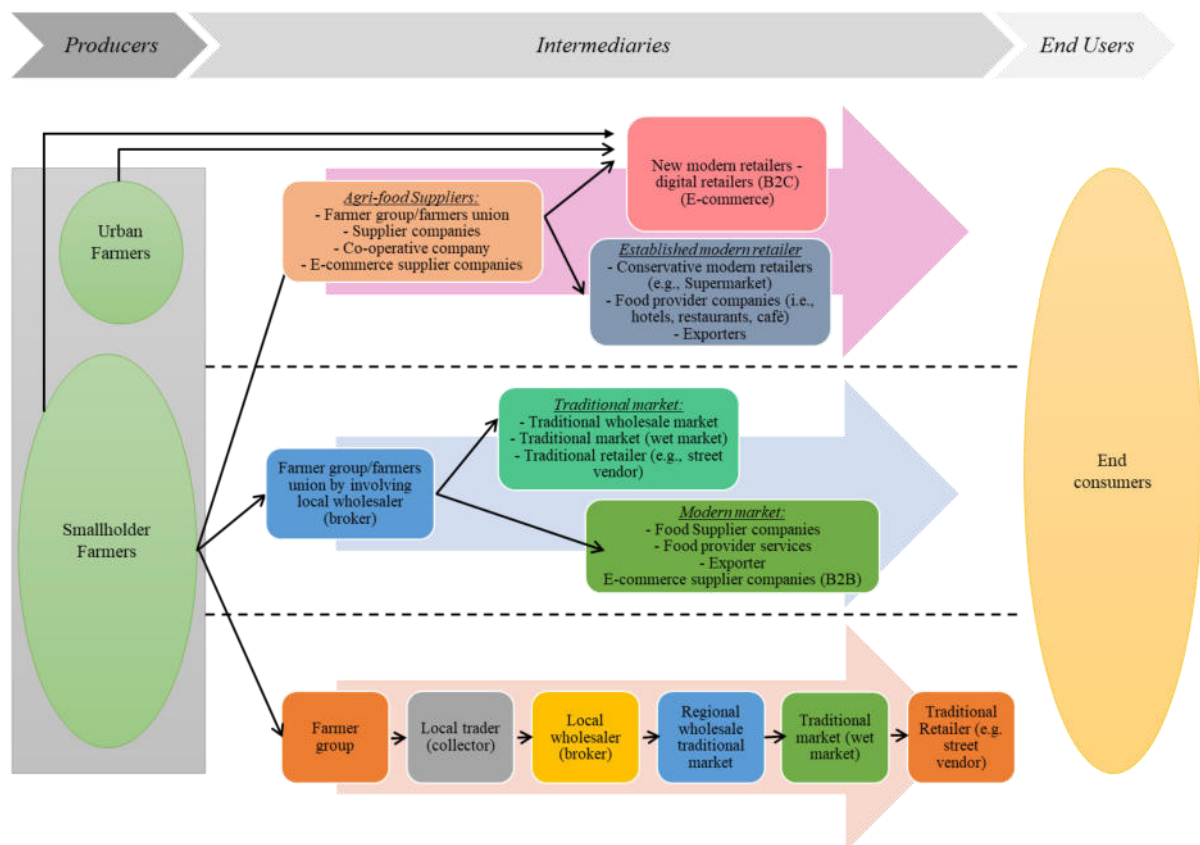 Producers
Intermediaries
End Users
Urban
Farmers
Smallholder
Farmers
Agri-food Suppliers:
- Farmer group/farmers union
- Supplier companies
- Co-operative company
- E-commerce supplier companies
New modern retailers -
digital retailers (B2C)
(E-commerce)
Established modern retailer
- Conservative modern retailers
(e.g., Supermarket)
- Food provider companies (i.e.,
hotels, restaurants, café)
- Exporters
Farmer group/farmers
union by involving
local wholesaler
(broker)
Traditional market:
- Traditional wholesale market
- Traditional market (wet market)
- Traditional retailer (e.g., street
vendor)
Modern market:
- Food Supplier companies
- Food provider services
- Exporter
E-commerce supplier companies (B2B)
Farmer
group
Local trader
(collector)
Local
wholesaler
(broker)
Regional
wholesale
traditional
market
Traditional
market (wet
market)
Traditional
Retailer (e.g.
street
vendor)
End
consumers